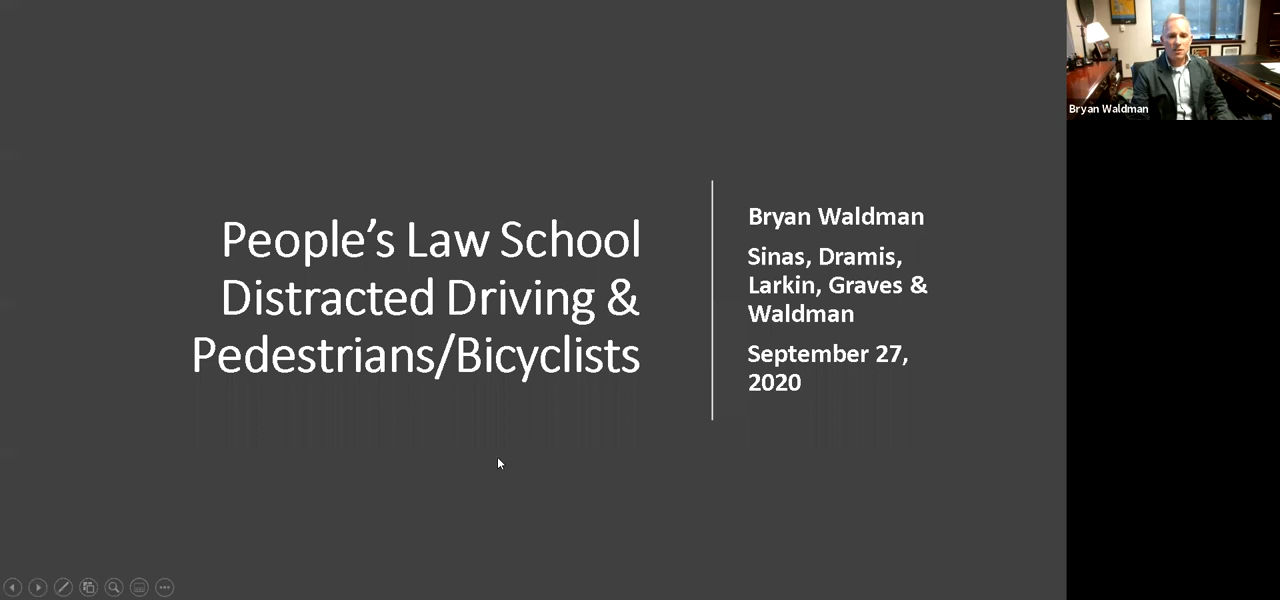 People's Law School
Distracted Driving &
Pedestrians/Bicyclists
Bryan Waldman
Sinas, Dramis,
Larkin, Graves &
Waldman
September 27,
2020
Bryan Waldman